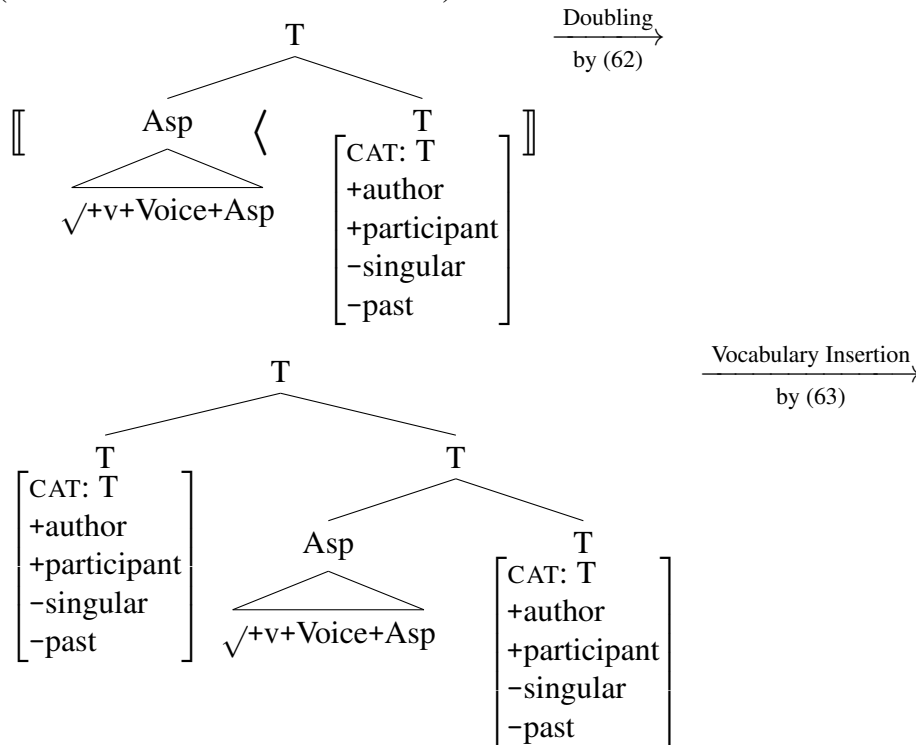 T
Doubling
by (62)
⟦ Asp ⟨ T ⟧
CAT: T
+author
√+v+Voice+Asp
+participant
−singular
−past
T
Vocabulary Insertion
by (63)
T T
CAT: T
+author
Asp T
+participant
CAT: T
−singular
+author
√+v+Voice+Asp
−past
+participant
−singular
−past